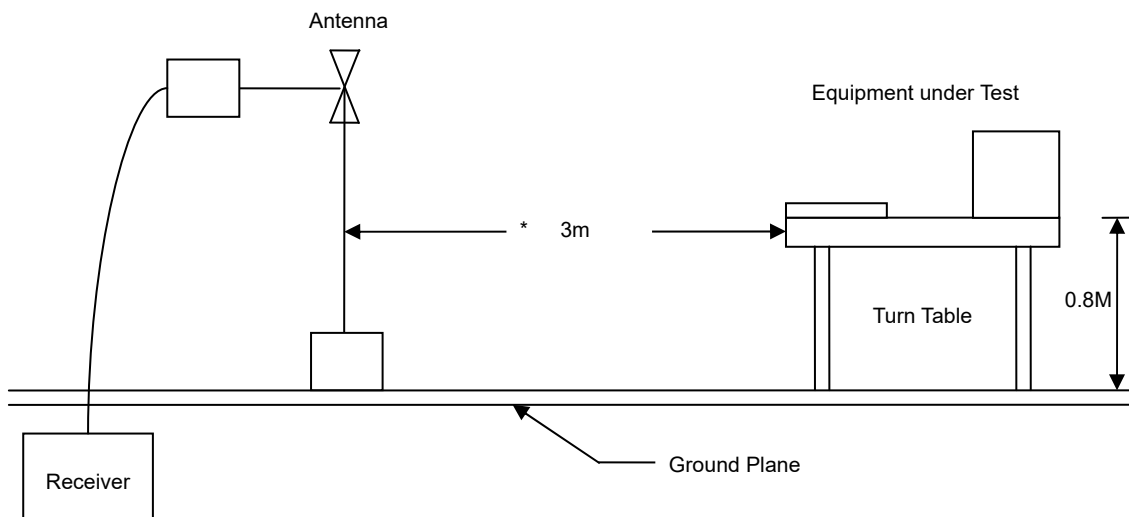 Antenna
Equipment under Test
* 3m
0.8M
Turn Table
Ground Plane
Receiver